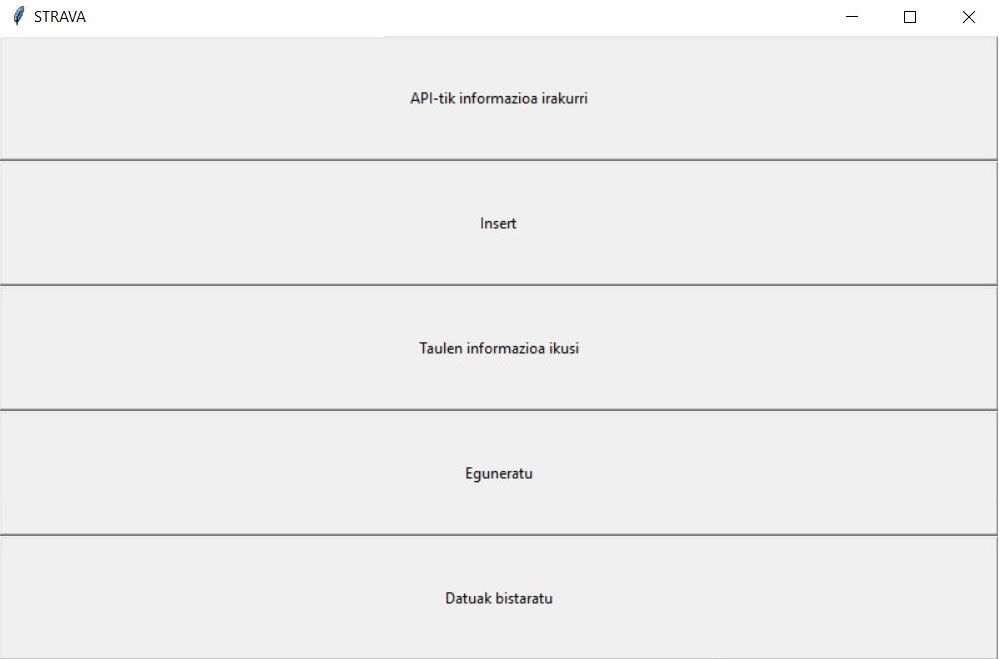 STRAVA
API-tik informazioa irakurri
Insert
Taulen informazioa ikusi
Eguneratu
Datuak bistaratu